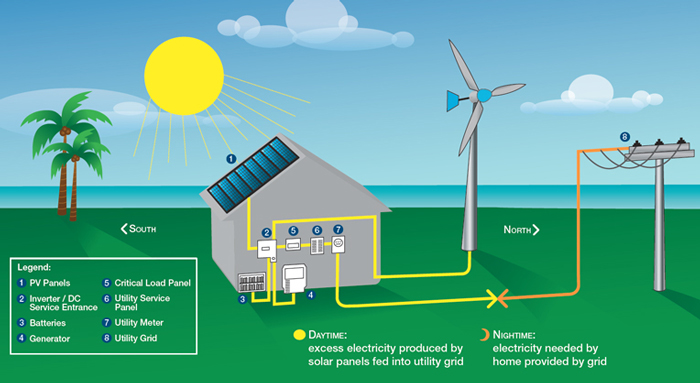 1
8
< SOUTH
NORTH >
2
5
6
7
3
4
Legend:
1 PV Panels
2 Inverter / DC
Service Entrance
3 Batteries
4 Generator
5 Critical Load Panel
6 Utility Service
Panel
7 Utility Meter
8 Utility Grid
DAYTIME:
excess electricity produced by
solar panels fed into utility grid
NIGHTIME:
electricity needed by
home provided by grid